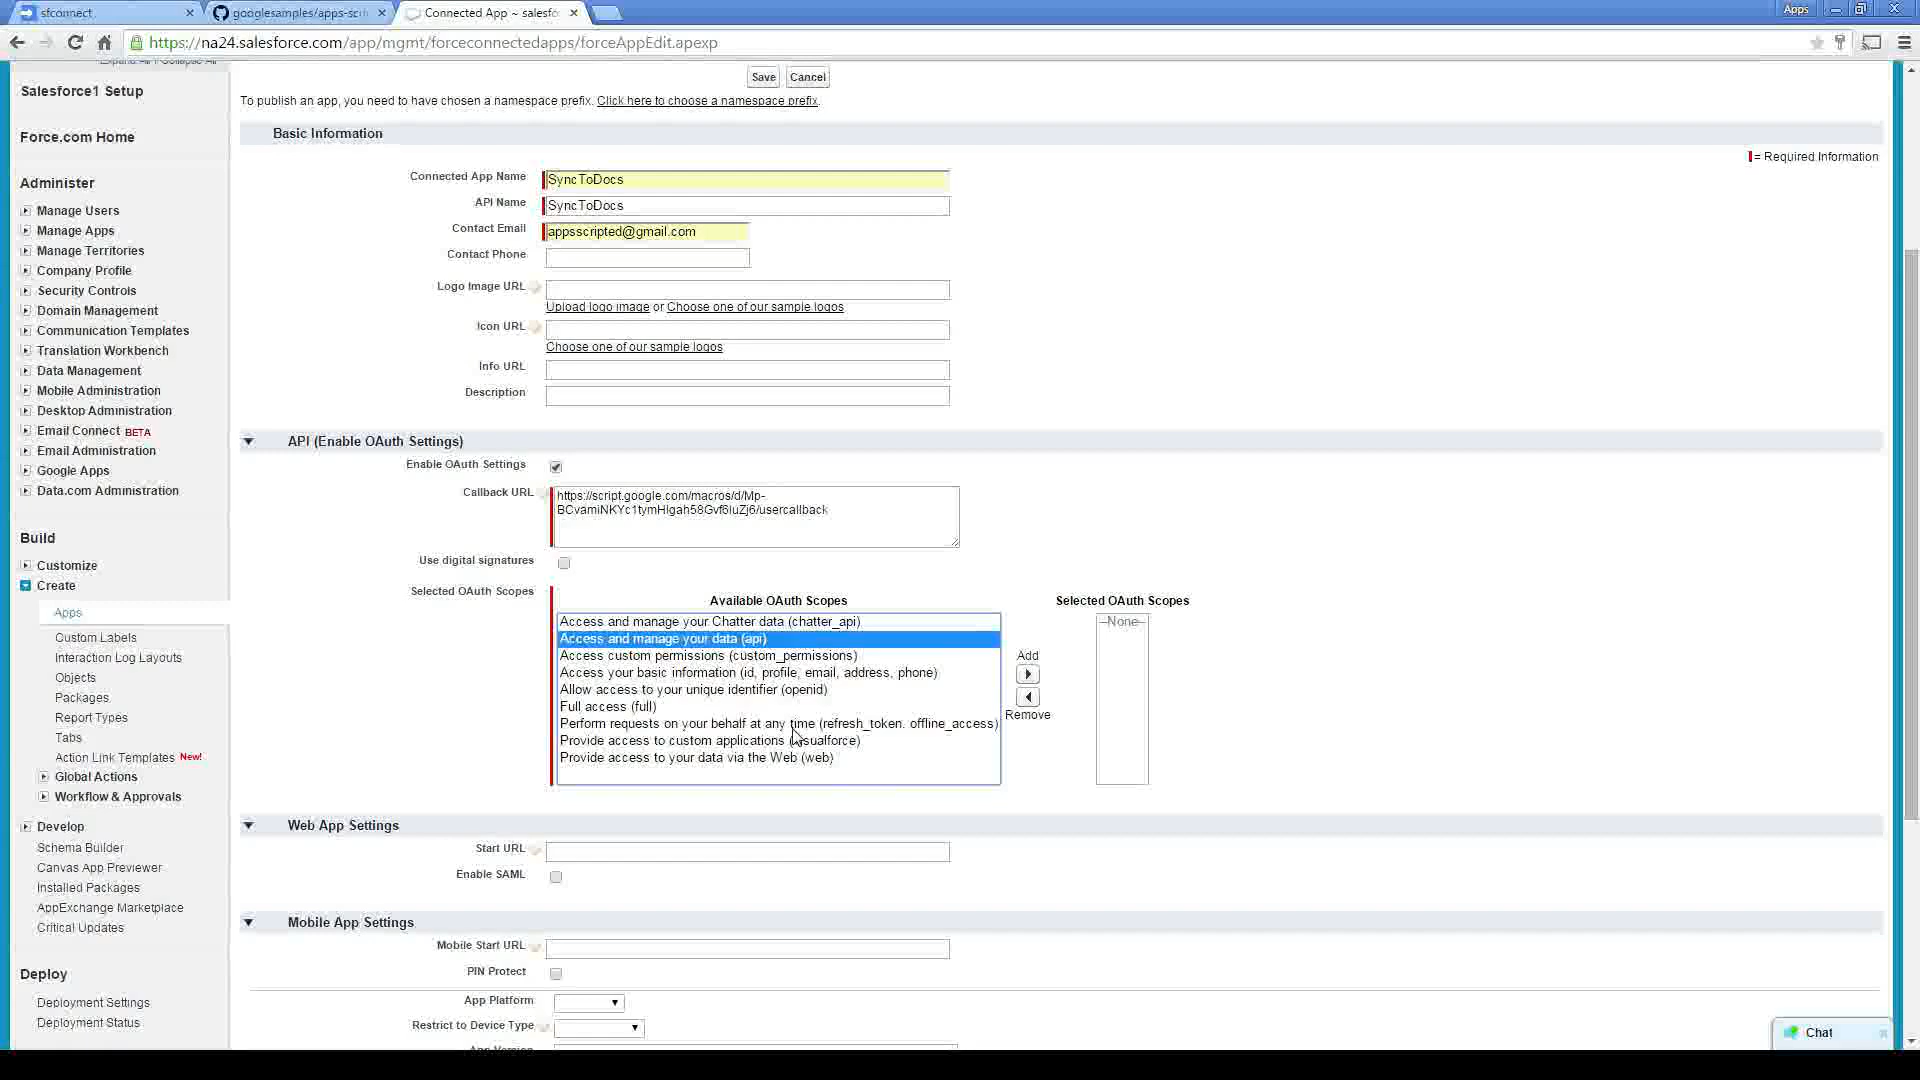 sfconnect
googlesamples/apps-scri
Connected App ~ salesfo
Apps
https://na24.salesforce.com/app/mgmt/forceconnectedapps/forceAppEdit.apexp
Expand All | Collapse All
Salesforce1 Setup
Force.com Home
Administer
Manage Users
Manage Apps
Manage Territories
Company Profile
Security Controls
Domain Management
Communication Templates
Translation Workbench
Data Management
Mobile Administration
Desktop Administration
Email Connect BETA
Email Administration
Google Apps
Data.com Administration
Build
Customize
Create
Apps
Custom Labels
Interaction Log Layouts
Objects
Packages
Report Types
Tabs
Action Link Templates New!
Global Actions
Workflow & Approvals
Develop
Schema Builder
Canvas App Previewer
Installed Packages
AppExchange Marketplace
Critical Updates
Deploy
Deployment Settings
Deployment Status
Save Cancel
To publish an app, you need to have chosen a namespace prefix. Click here to choose a namespace prefix.
Basic Information
= Required Information
Connected App Name SyncToDocs
API Name SyncToDocs
Contact Email appsscripted@gmail.com
Contact Phone
Logo Image URL
Upload logo image or Choose one of our sample logos
Icon URL
Choose one of our sample logos
Info URL
Description
API (Enable OAuth Settings)
Enable OAuth Settings
Callback URL https://script.google.com/macros/d/Mp-
BCvamiNKYc1tymHIgah58Gvf6luZj6/usercallback
Use digital signatures
Selected OAuth Scopes
Available OAuth Scopes
Access and manage your Chatter data (chatter_api)
Access and manage your data (api)
Access custom permissions (custom_permissions)
Access your basic information (id, profile, email, address, phone)
Allow access to your unique identifier (openid)
Full access (full)
Perform requests on your behalf at any time (refresh_token. offline_access)
Provide access to custom applications (visualforce)
Provide access to your data via the Web (web)
Add
Remove
Selected OAuth Scopes
--None--
Web App Settings
Start URL
Enable SAML
Mobile App Settings
Mobile Start URL
PIN Protect
App Platform
Restrict to Device Type
App Version
Chat